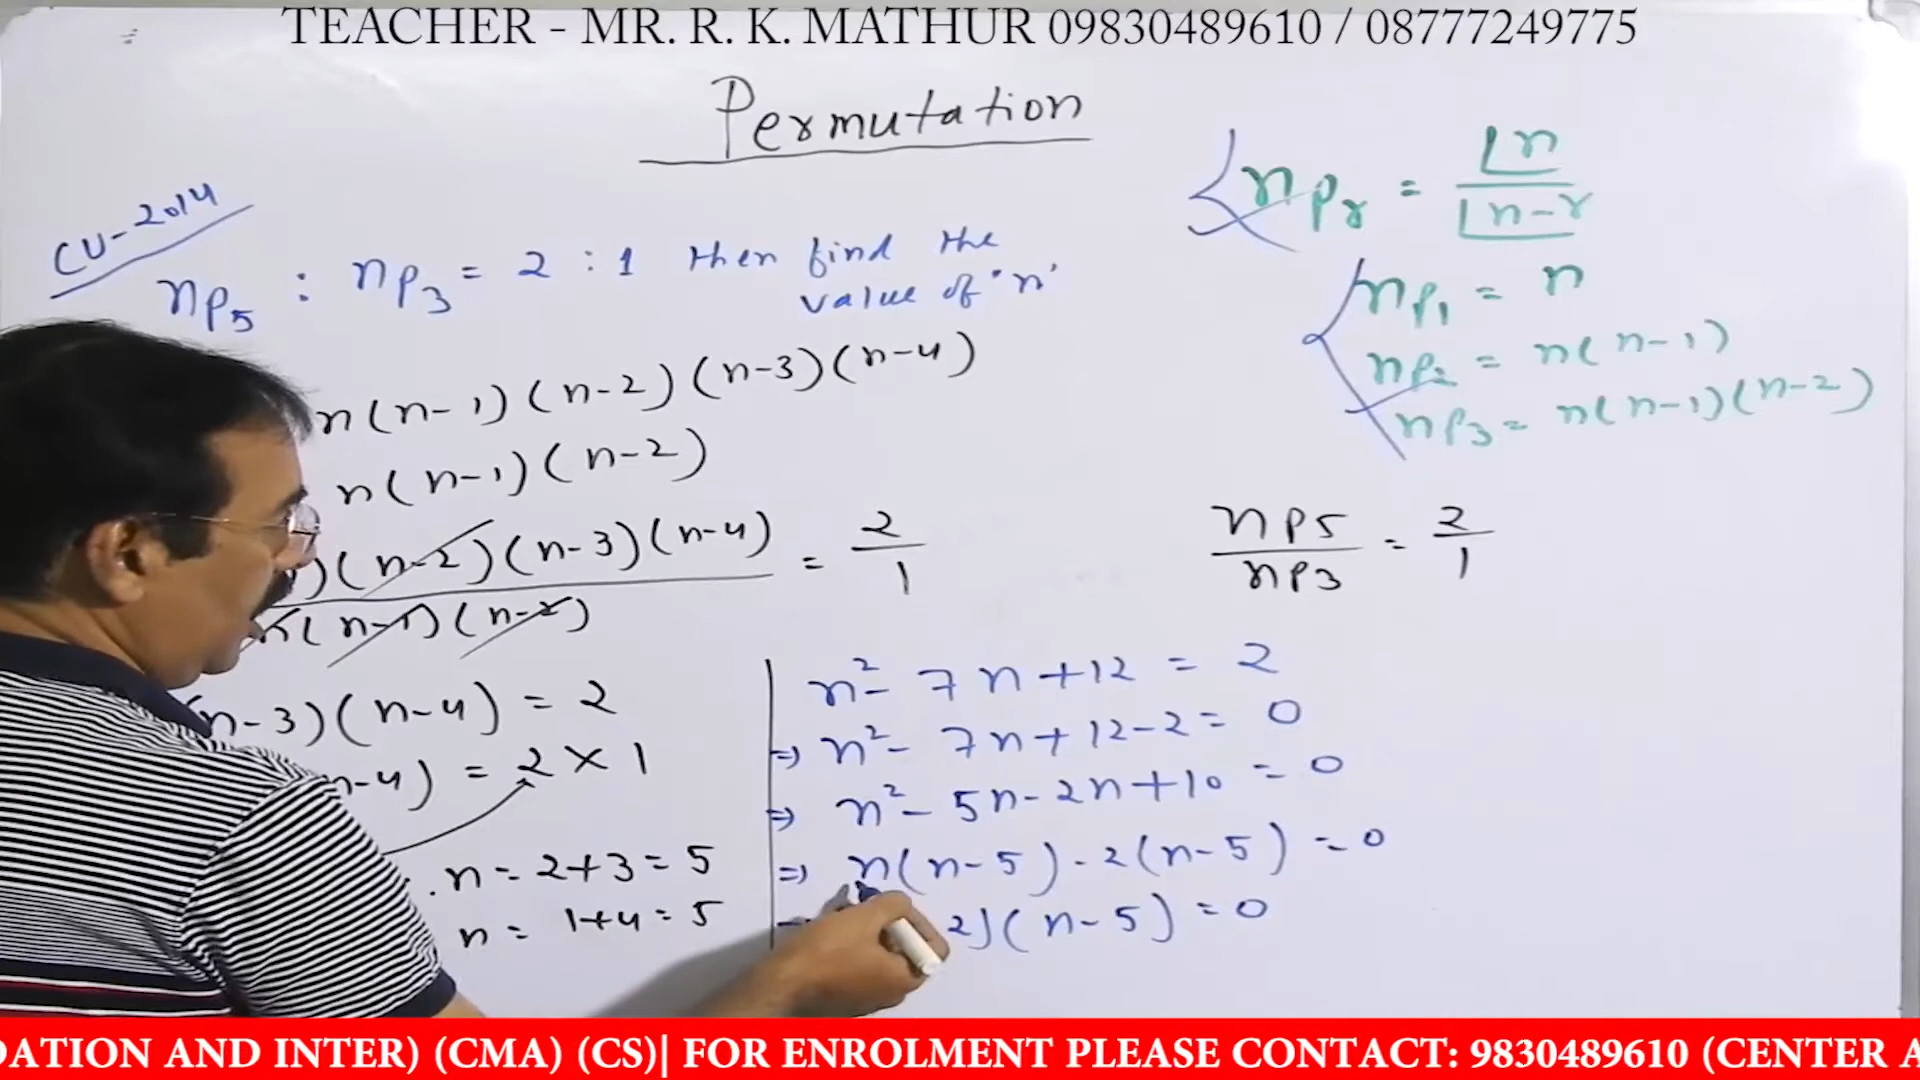 TEACHER - MR. R. K. MATHUR 09830489610 / 08777249775
Permutation
CU-2014
nP5 : nP3 = 2 : 1 then find the
value of 'n'
n(n-1)(n-2)(n-3)(n-4)
n(n-1)(n-2)
)(n-2)(n-3)(n-4) = 2
n(n-1)(n-2) 1
(n-3)(n-4) = 2
n-4) = 2 × 1
n = 2+3 = 5
n = 1+4 = 5
nPr = ⌊n
⌊n-r
nP1 = n
nP2 = n(n-1)
nP3 = n(n-1)(n-2)
nP5 = 2
nP3 1
n² - 7n + 12 = 2
⇒ n² - 7n + 12 - 2 = 0
⇒ n² - 5n - 2n + 10 = 0
⇒ n(n-5) - 2(n-5) = 0
2)(n-5) = 0
DATION AND INTER) (CMA) (CS)| FOR ENROLMENT PLEASE CONTACT: 9830489610 (CENTER A